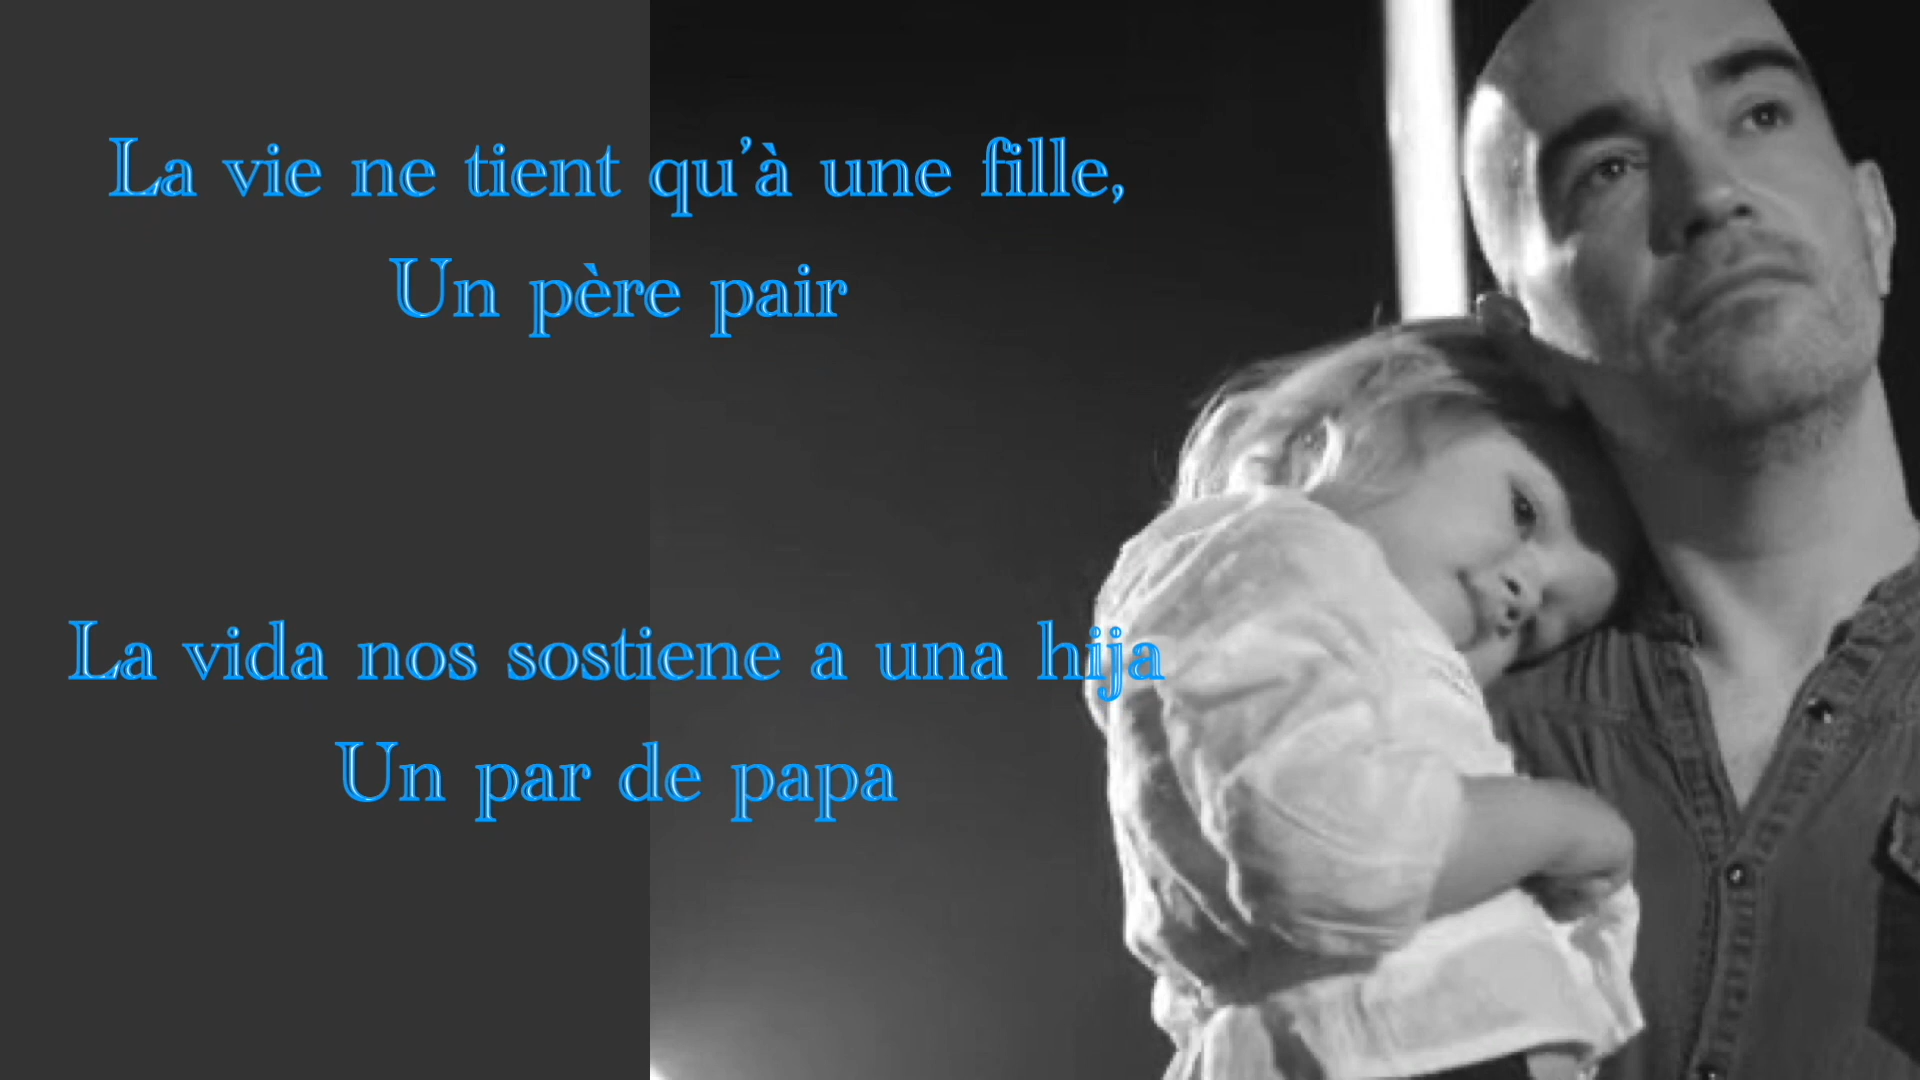 La vie ne tient qu’à une fille,
Un père pair
La vida nos sostiene a una hija
Un par de papa